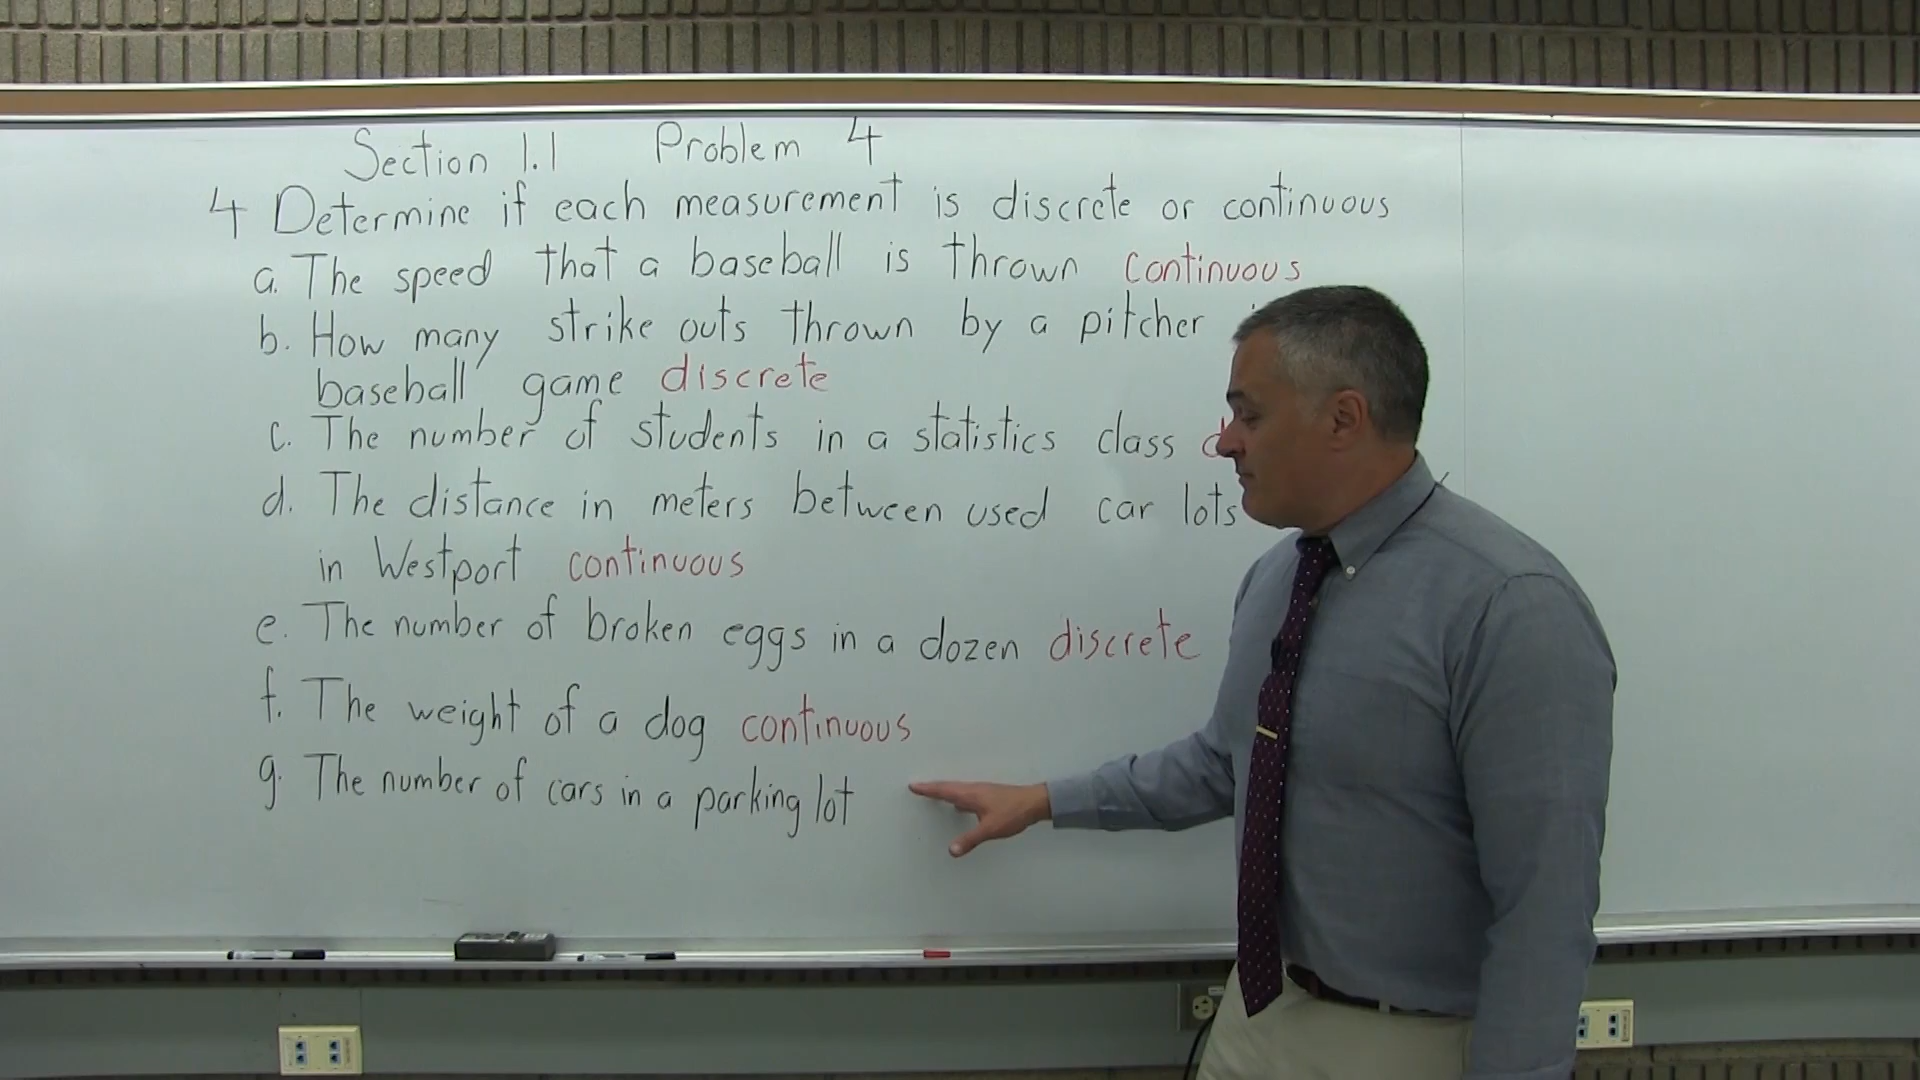 Section 1.1 Problem 4
4 Determine if each measurement is discrete or continuous
a. The speed that a baseball is thrown continuous
b. How many strike outs thrown by a pitcher
baseball game discrete
c. The number of students in a statistics class
d. The distance in meters between used car lots
in Westport continuous
e. The number of broken eggs in a dozen discrete
f. The weight of a dog continuous
g. The number of cars in a parking lot